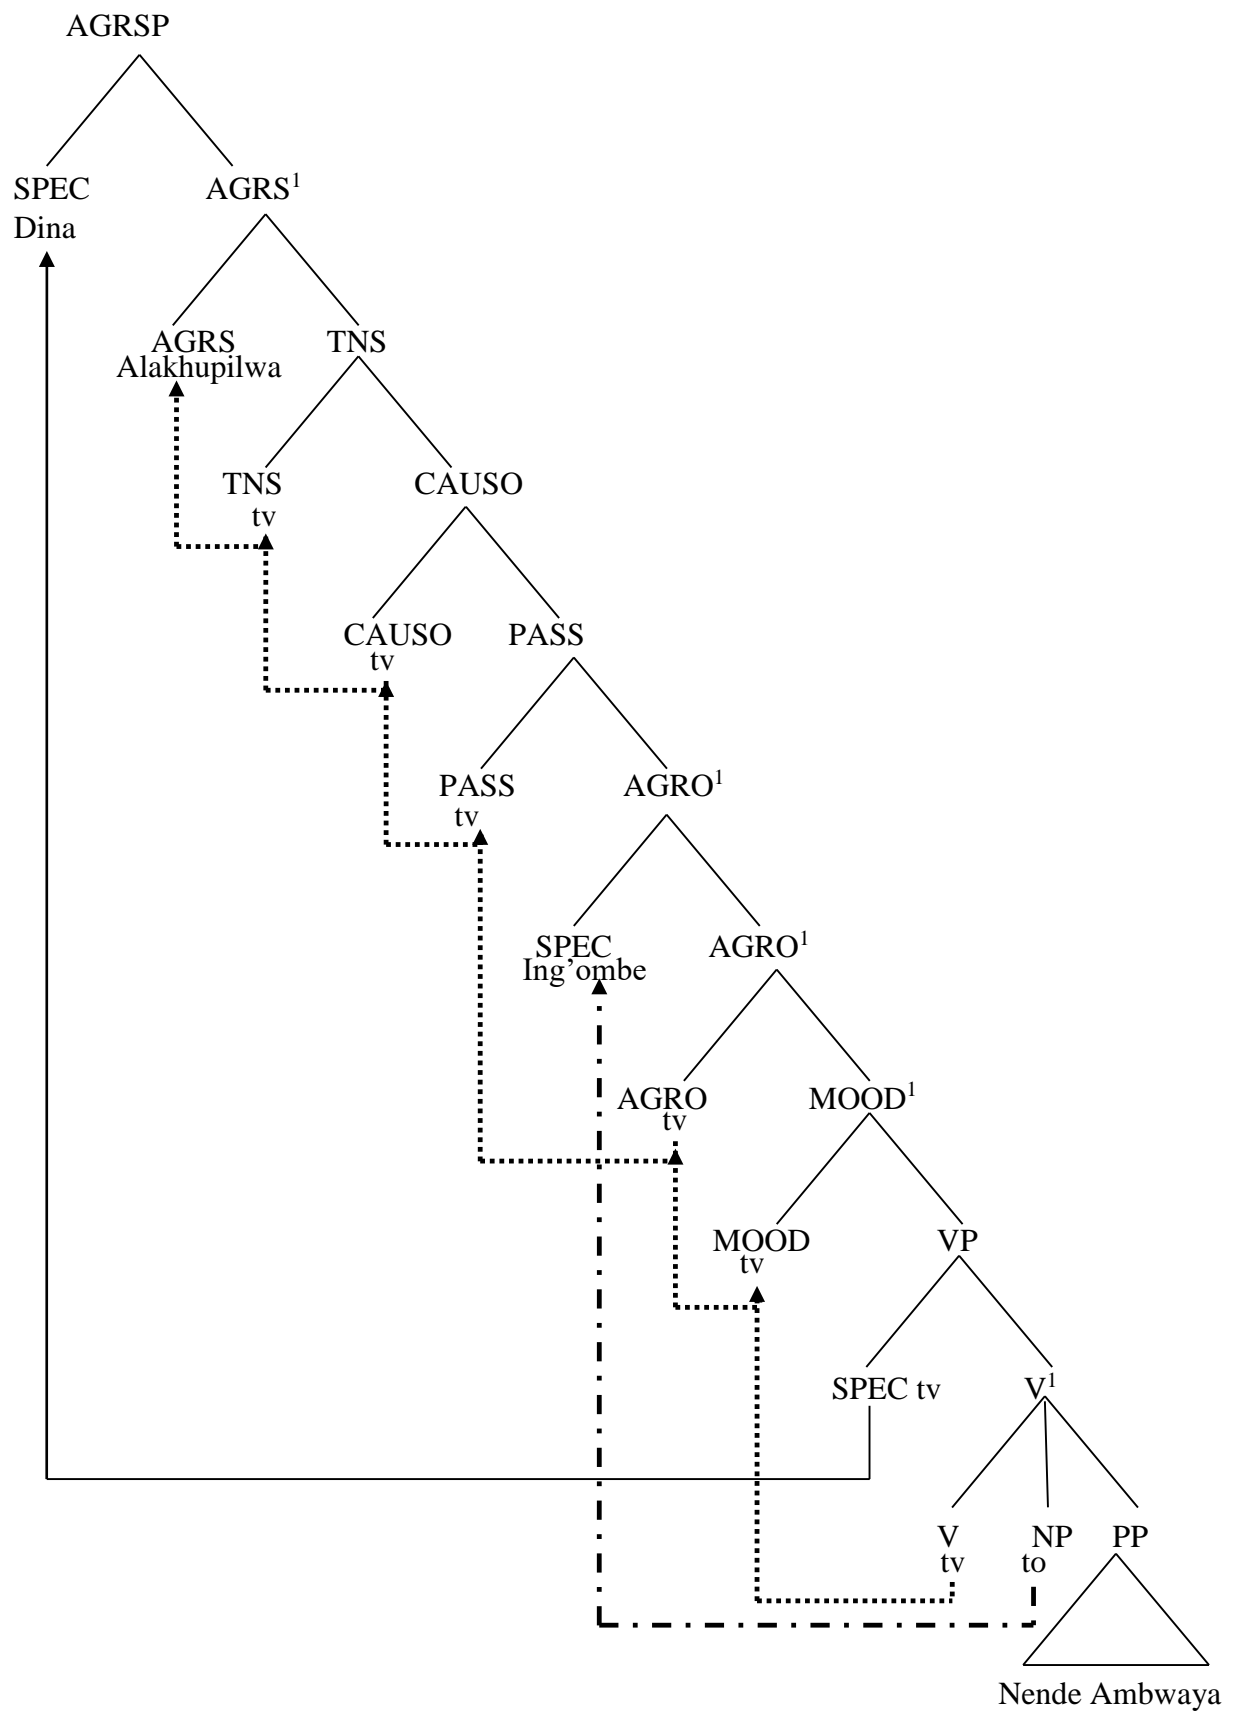 AGRSP
SPEC AGRS¹
Dina
AGRS TNS
Alakhupilwa
TNS CAUSO
tv
CAUSO PASS
tv
PASS AGRO¹
tv
SPEC AGRO¹
Ing’ombe
AGRO MOOD¹
tv
MOOD VP
tv
SPEC tv V¹
V NP PP
tv to
Nende Ambwaya